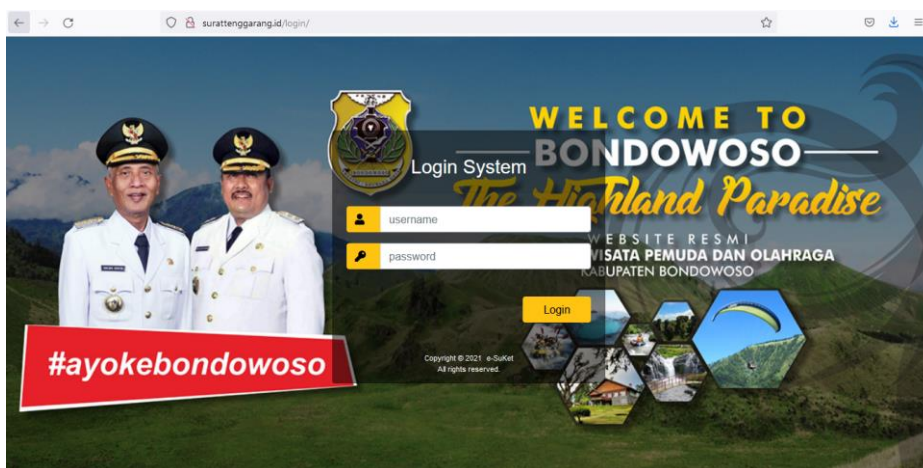 surattenggarang.id/login/
WELCOME TO
BONDOWOSO
The Highland Paradise
WEBSITE RESMI
WISATA PEMUDA DAN OLAHRAGA
KABUPATEN BONDOWOSO
Login System
username
password
Login
#ayokebondowoso
Copyright © 2021 e-SuKet
All rights reserved.